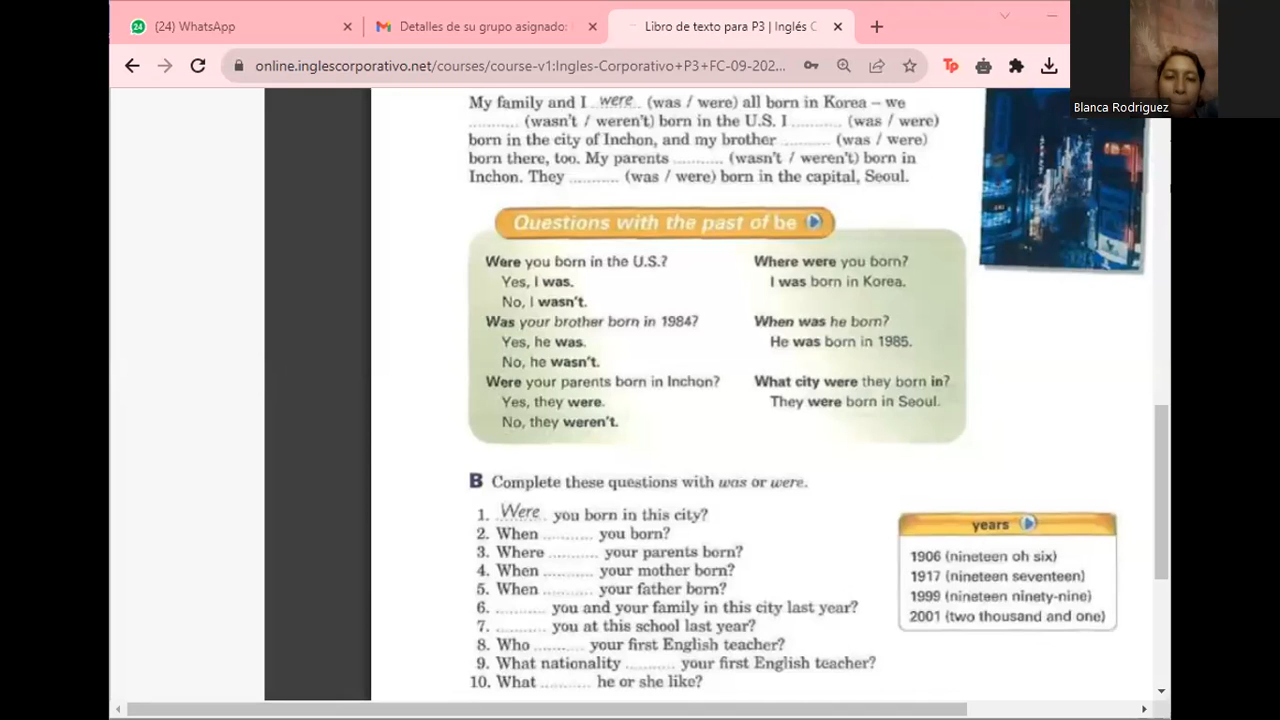 (24) WhatsApp
Detalles de su grupo asignado:
Libro de texto para P3 | Inglés C
online.inglescorporativo.net/courses/course-v1:Ingles-Corporativo+P3+FC-09-202...
Blanca Rodriguez
My family and I were (was / were) all born in Korea – we
........ (wasn't / weren't) born in the U.S. I ........ (was / were)
born in the city of Inchon, and my brother ........ (was / were)
born there, too. My parents ........ (wasn't / weren't) born in
Inchon. They ........ (was / were) born in the capital, Seoul.
Questions with the past of be
Were you born in the U.S.?
Yes, I was.
No, I wasn't.
Was your brother born in 1984?
Yes, he was.
No, he wasn't.
Were your parents born in Inchon?
Yes, they were.
No, they weren't.
Where were you born?
I was born in Korea.
When was he born?
He was born in 1985.
What city were they born in?
They were born in Seoul.
B Complete these questions with was or were.
1. Were you born in this city?
2. When ........ you born?
3. Where ........ your parents born?
4. When ........ your mother born?
5. When ........ your father born?
6. ........ you and your family in this city last year?
7. ........ you at this school last year?
8. Who ........ your first English teacher?
9. What nationality ........ your first English teacher?
10. What ........ he or she like?
years
1906 (nineteen oh six)
1917 (nineteen seventeen)
1999 (nineteen ninety-nine)
2001 (two thousand and one)